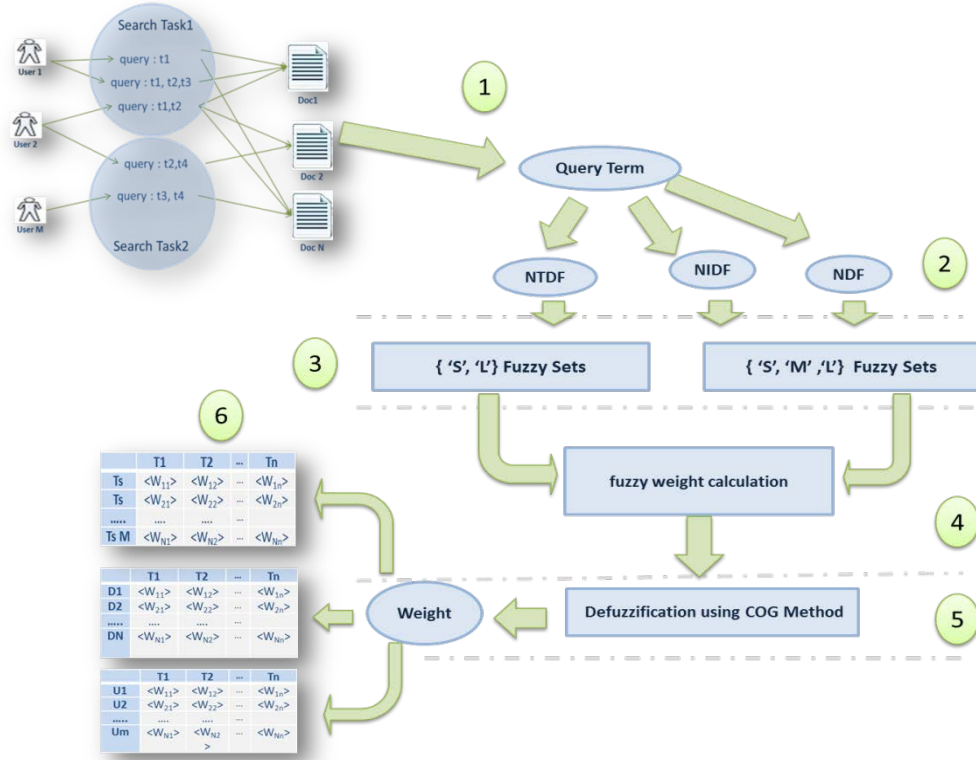 Search Task1
User 1
query : t1
query : t1, t2,t3
query : t1,t2
User 2
query : t2,t4
query : t3, t4
User M
Search Task2
Doc1
Doc 2
Doc N
1
Query Term
NTDF
NIDF
NDF
2
3
{ ‘S’, ‘L’} Fuzzy Sets
{ ‘S’, ‘M’ ,‘L’} Fuzzy Sets
fuzzy weight calculation
4
Defuzzification using COG Method
5
Weight
6
T1 T2 ... Tn
Ts <W11> <W12> ... <W1n>
Ts <W21> <W22> ... <W2n>
..... .... .... ...
Ts M <WN1> <WN2> ... <WNn>
T1 T2 ... Tn
D1 <W11> <W12> ... <W1n>
D2 <W21> <W22> ... <W2n>
..... .... .... ...
DN <WN1> <WN2> ... <WNn>
T1 T2 ... Tn
U1 <W11> <W12> ... <W1n>
U2 <W21> <W22> ... <W2n>
..... .... .... ...
Um <WN1> <WN2 ... <WNn>
>